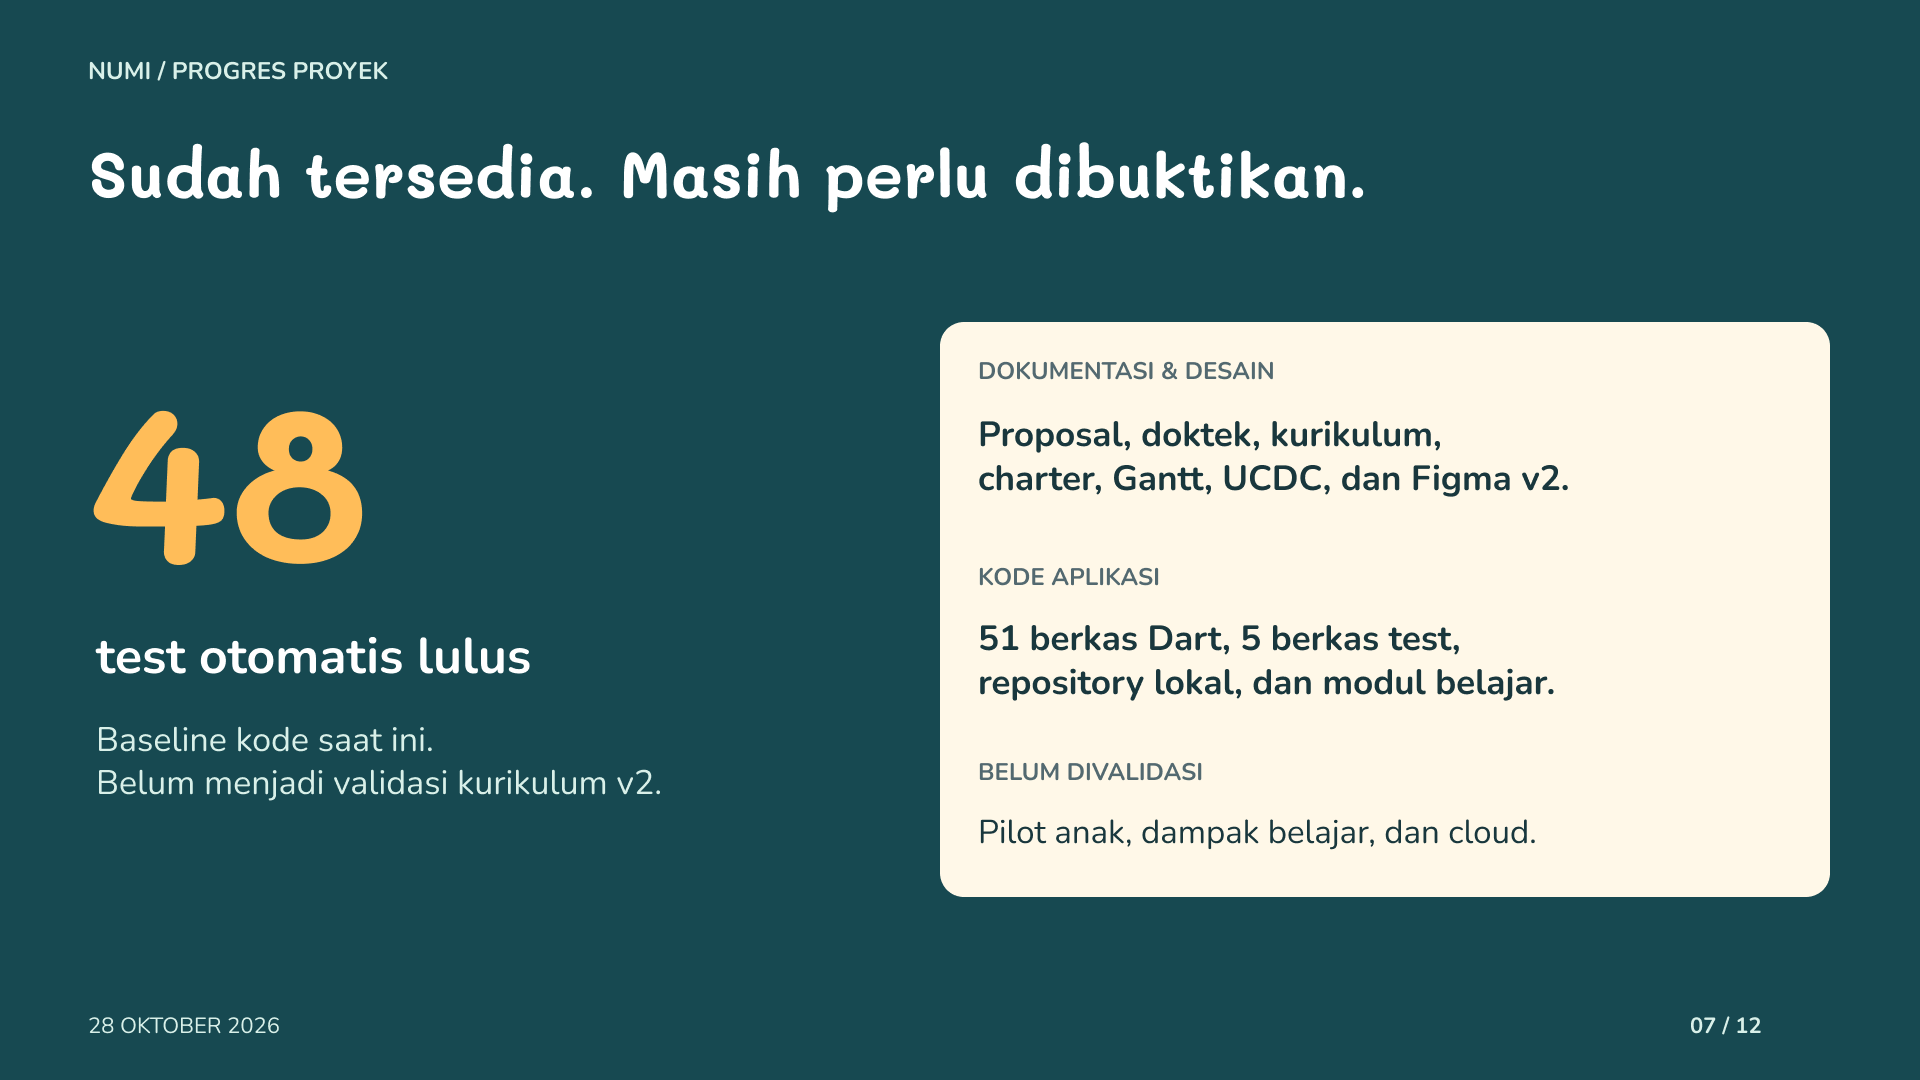 NUMI / PROGRES PROYEK
Sudah tersedia. Masih perlu dibuktikan.
48
test otomatis lulus
Baseline kode saat ini.
Belum menjadi validasi kurikulum v2.
DOKUMENTASI & DESAIN
Proposal, doktek, kurikulum,
charter, Gantt, UCDC, dan Figma v2.
KODE APLIKASI
51 berkas Dart, 5 berkas test,
repository lokal, dan modul belajar.
BELUM DIVALIDASI
Pilot anak, dampak belajar, dan cloud.
28 OKTOBER 2026
07 / 12